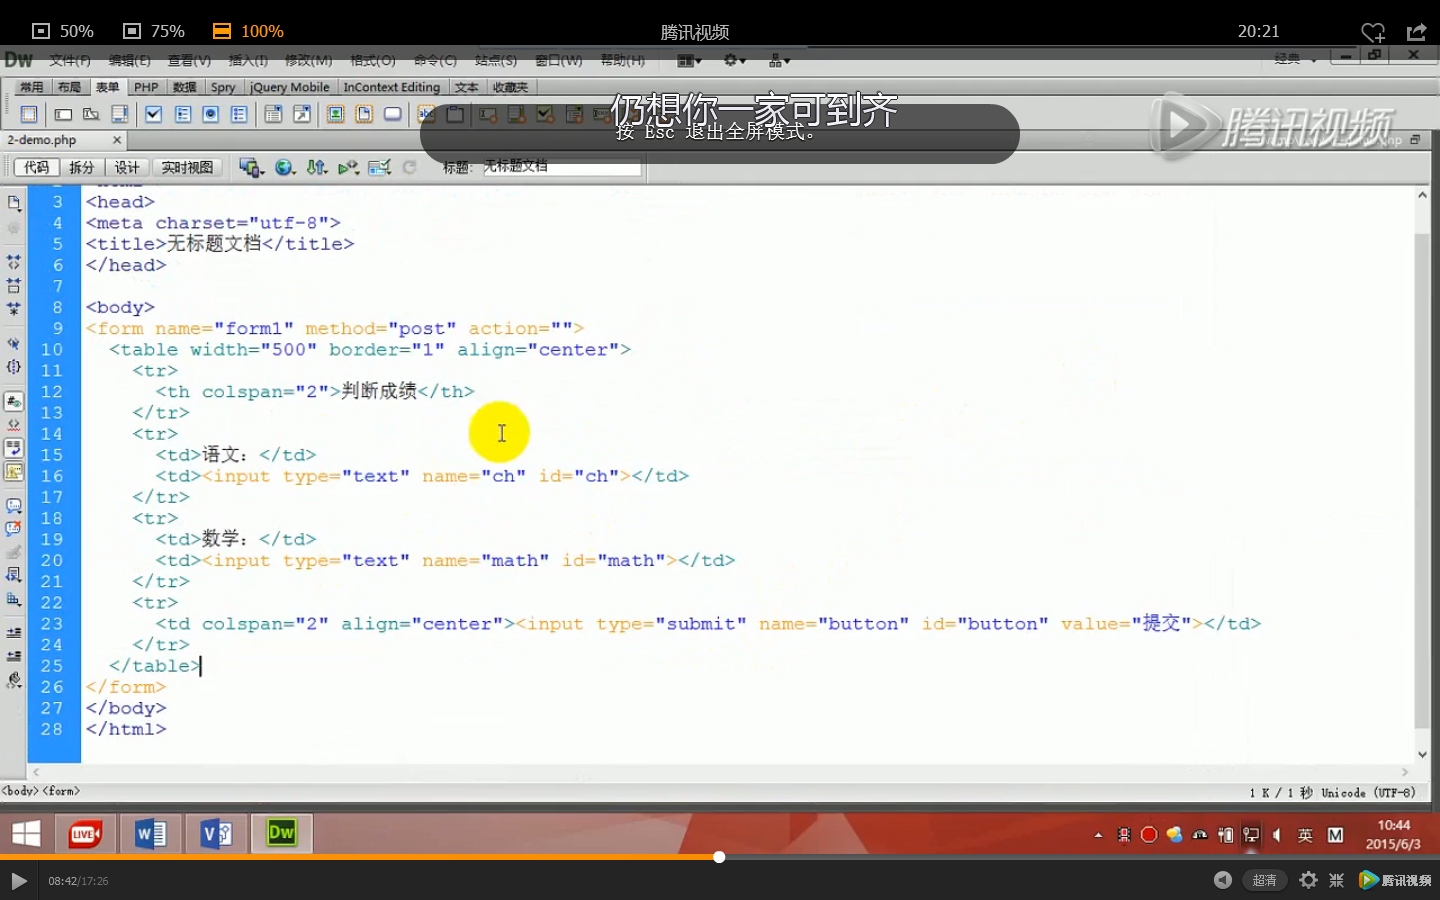 50% 75% 100% 腾讯视频 20:21
Dw 文件(F) 编辑(E) 查看(V) 插入(I) 修改(M) 格式(O) 命令(C) 站点(S) 窗口(W) 帮助(H) 经典
常用 布局 表单 PHP 数据 Spry jQuery Mobile InContext Editing 文本 收藏夹
仍想你一家可到齐
按 Esc 退出全屏模式。
腾讯视频
2-demo.php
代码 拆分 设计 实时视图 标题: 无标题文档
3 <head>
4 <meta charset="utf-8">
5 <title>无标题文档</title>
6 </head>
7
8 <body>
9 <form name="form1" method="post" action="">
10 <table width="500" border="1" align="center">
11 <tr>
12 <th colspan="2">判断成绩</th>
13 </tr>
14 <tr>
15 <td>语文：</td>
16 <td><input type="text" name="ch" id="ch"></td>
17 </tr>
18 <tr>
19 <td>数学：</td>
20 <td><input type="text" name="math" id="math"></td>
21 </tr>
22 <tr>
23 <td colspan="2" align="center"><input type="submit" name="button" id="button" value="提交"></td>
24 </tr>
25 </table>
26 </form>
27 </body>
28 </html>
<body> <form> 1 K / 1 秒 Unicode (UTF-8)
LIVE W V Dw 英 M 10:44
2015/6/3
08:42/17:26 超清 腾讯视频